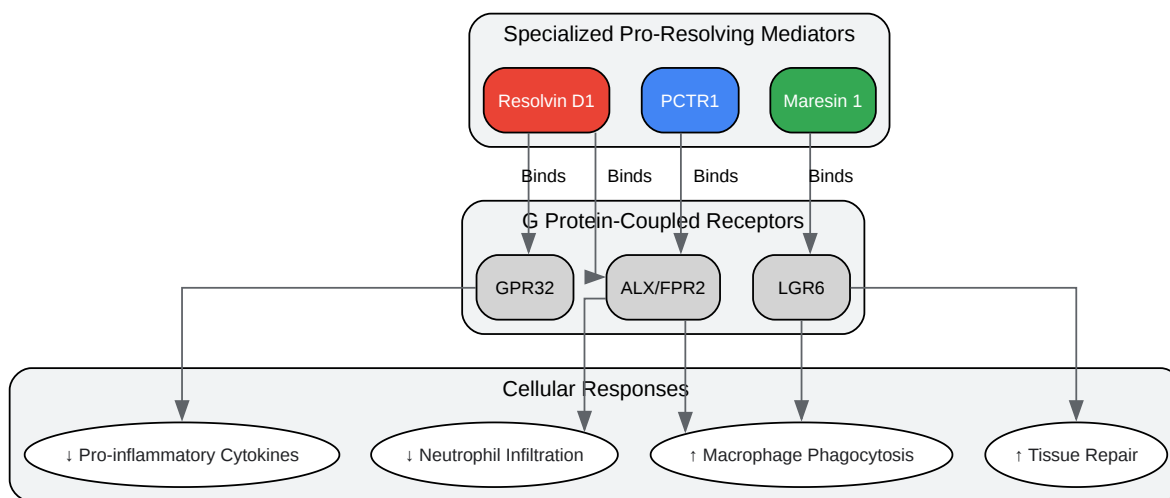 Specialized Pro-Resolving Mediators
Resolvin D1
PCTR1
Maresin 1
Binds
Binds
Binds
Binds
G Protein-Coupled Receptors
GPR32
ALX/FPR2
LGR6
Cellular Responses
↓ Pro-inflammatory Cytokines
↓ Neutrophil Infiltration
↑ Macrophage Phagocytosis
↑ Tissue Repair